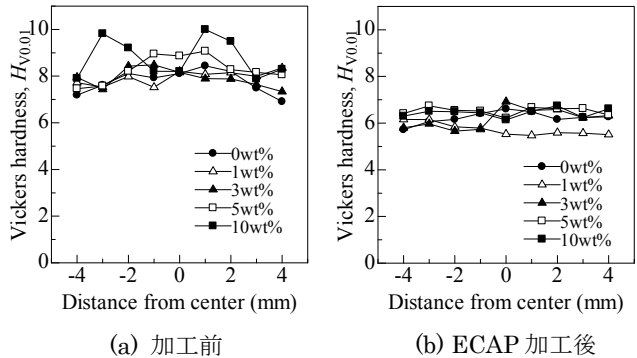 Vickers hardness, HV0.01
10
8
6
4
2
0
0wt%
1wt%
3wt%
5wt%
10wt%
-4 -2 0 2 4
Distance from center (mm)
(a) 加工前
Vickers hardness, HV0.01
10
8
6
4
2
0
0wt%
1wt%
3wt%
5wt%
10wt%
-4 -2 0 2 4
Distance from center (mm)
(b) ECAP 加工後